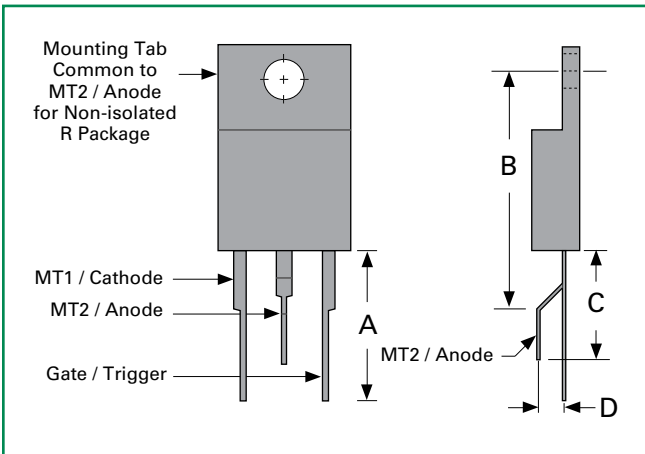 Mounting Tab
Common to
MT2 / Anode
for Non-isolated
R Package
MT1 / Cathode
MT2 / Anode
Gate / Trigger
A
B
C
MT2 / Anode
D